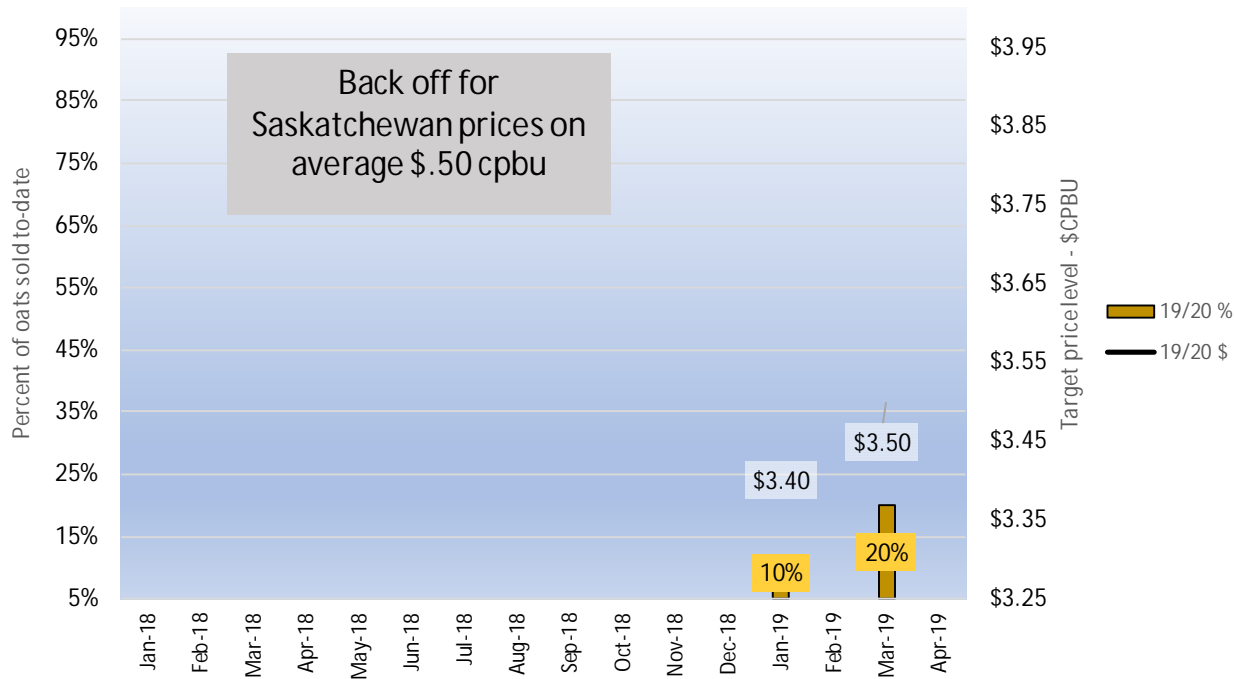 Back off for
Saskatchewan prices on
average $.50 cpbu
Percent of oats sold to-date
95%
85%
75%
65%
55%
45%
35%
25%
15%
5%
$3.95
$3.85
$3.75
$3.65
$3.55
$3.45
$3.35
$3.25
Target price level - $CPBU
19/20 %
19/20 $
$3.40
$3.50
10%
20%
Jan-18
Feb-18
Mar-18
Apr-18
May-18
Jun-18
Jul-18
Aug-18
Sep-18
Oct-18
Nov-18
Dec-18
Jan-19
Feb-19
Mar-19
Apr-19